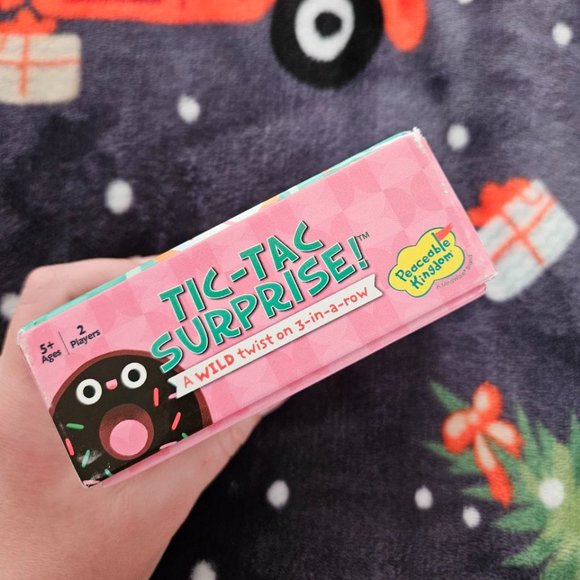 TIC-TAC
SURPRISE!™
A WILD twist on 3-in-a-row
5+
Ages
2
Players
Peaceable
Kingdom